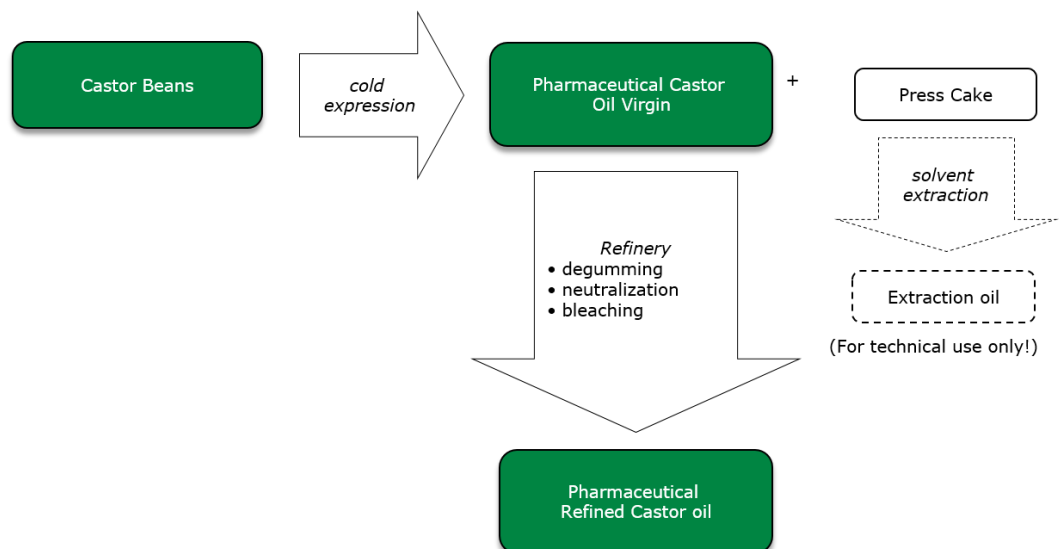 Castor Beans
cold
expression
Pharmaceutical Castor
Oil Virgin
+
Press Cake
solvent
extraction
Refinery
• degumming
• neutralization
• bleaching
Extraction oil
(For technical use only!)
Pharmaceutical
Refined Castor oil